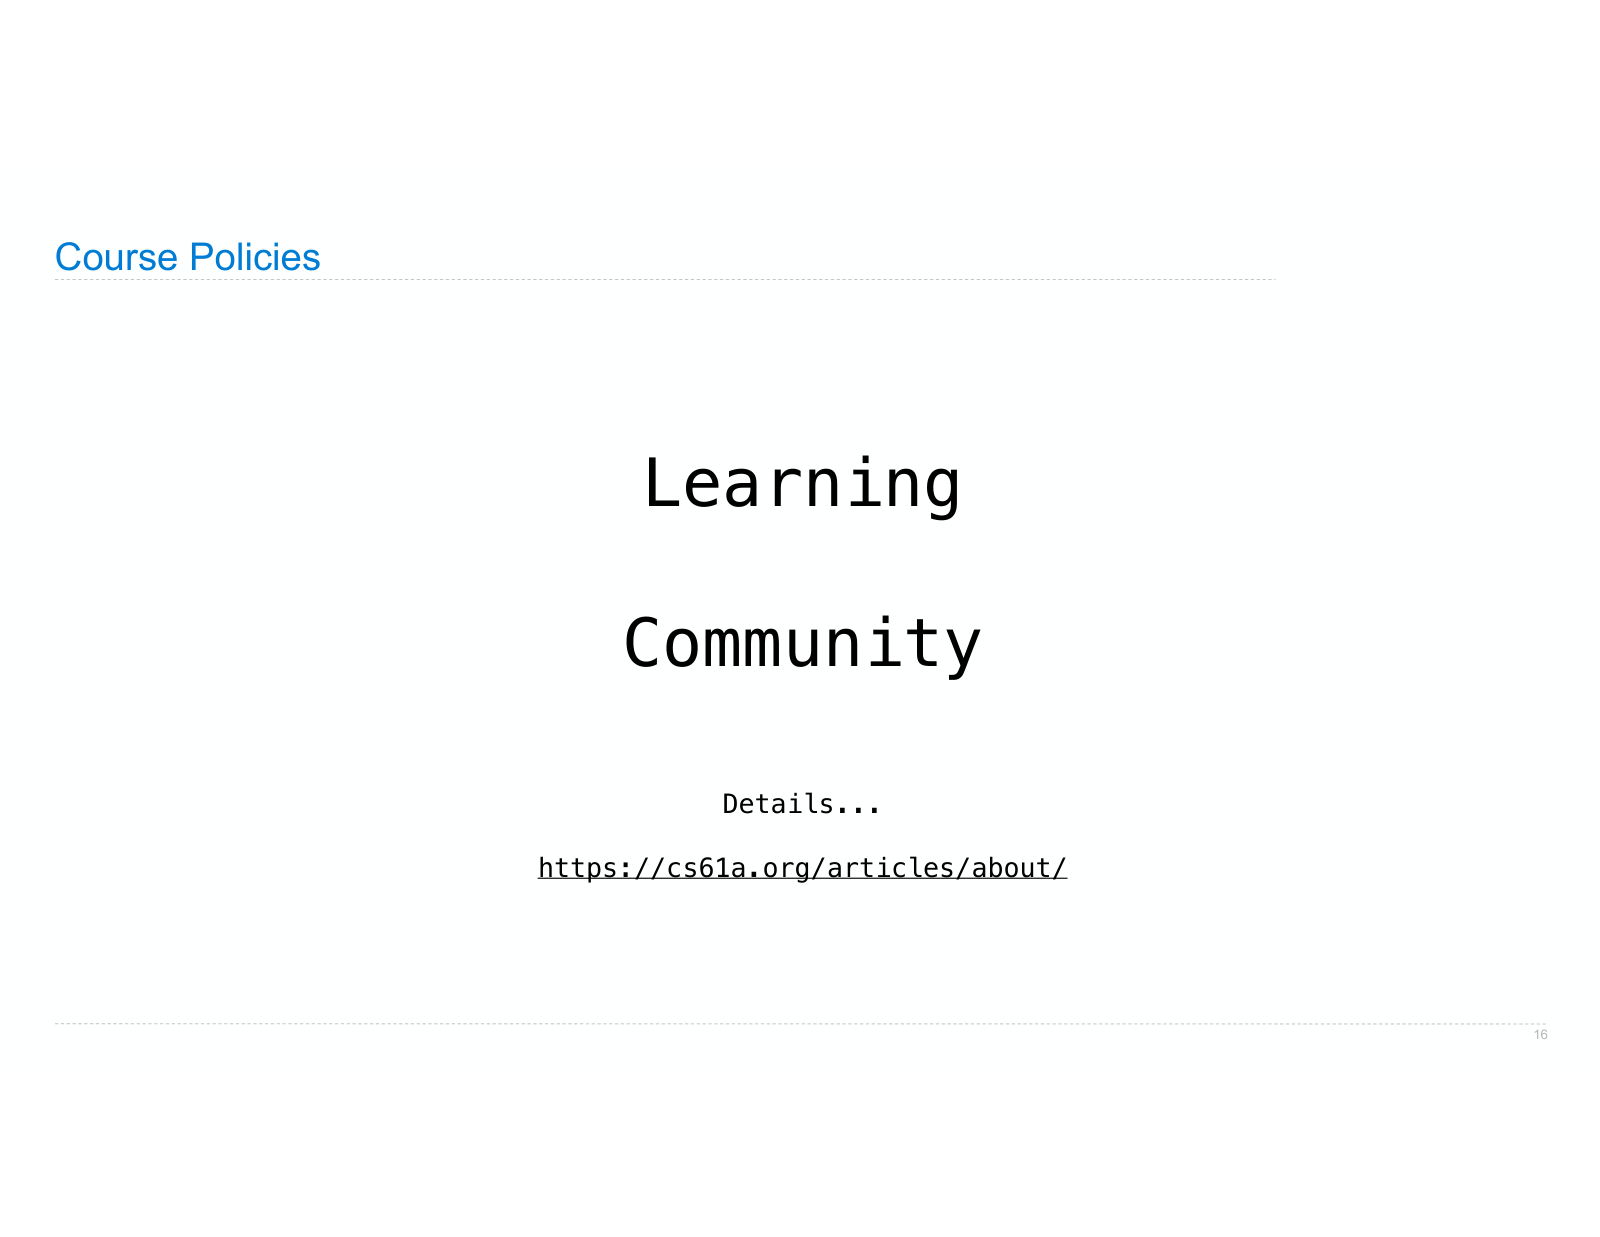 Course Policies
Learning
Community
Details...
https://cs61a.org/articles/about/
16